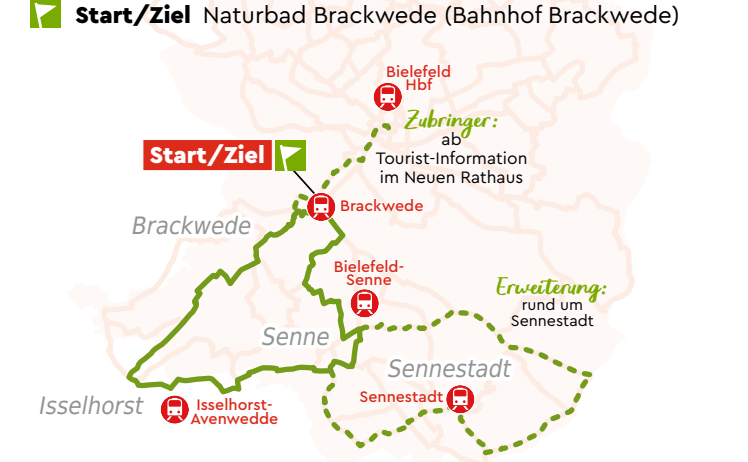 Start/Ziel Naturbad Brackwede (Bahnhof Brackwede)
Bielefeld
Hbf
Zubringer:
ab
Tourist-Information
im Neuen Rathaus
Start/Ziel
Brackwede
Brackwede
Bielefeld-
Senne
Erweiterung:
rund um
Sennestadt
Senne
Sennestadt
Sennestadt
Isselhorst
Isselhorst-
Avenwedde